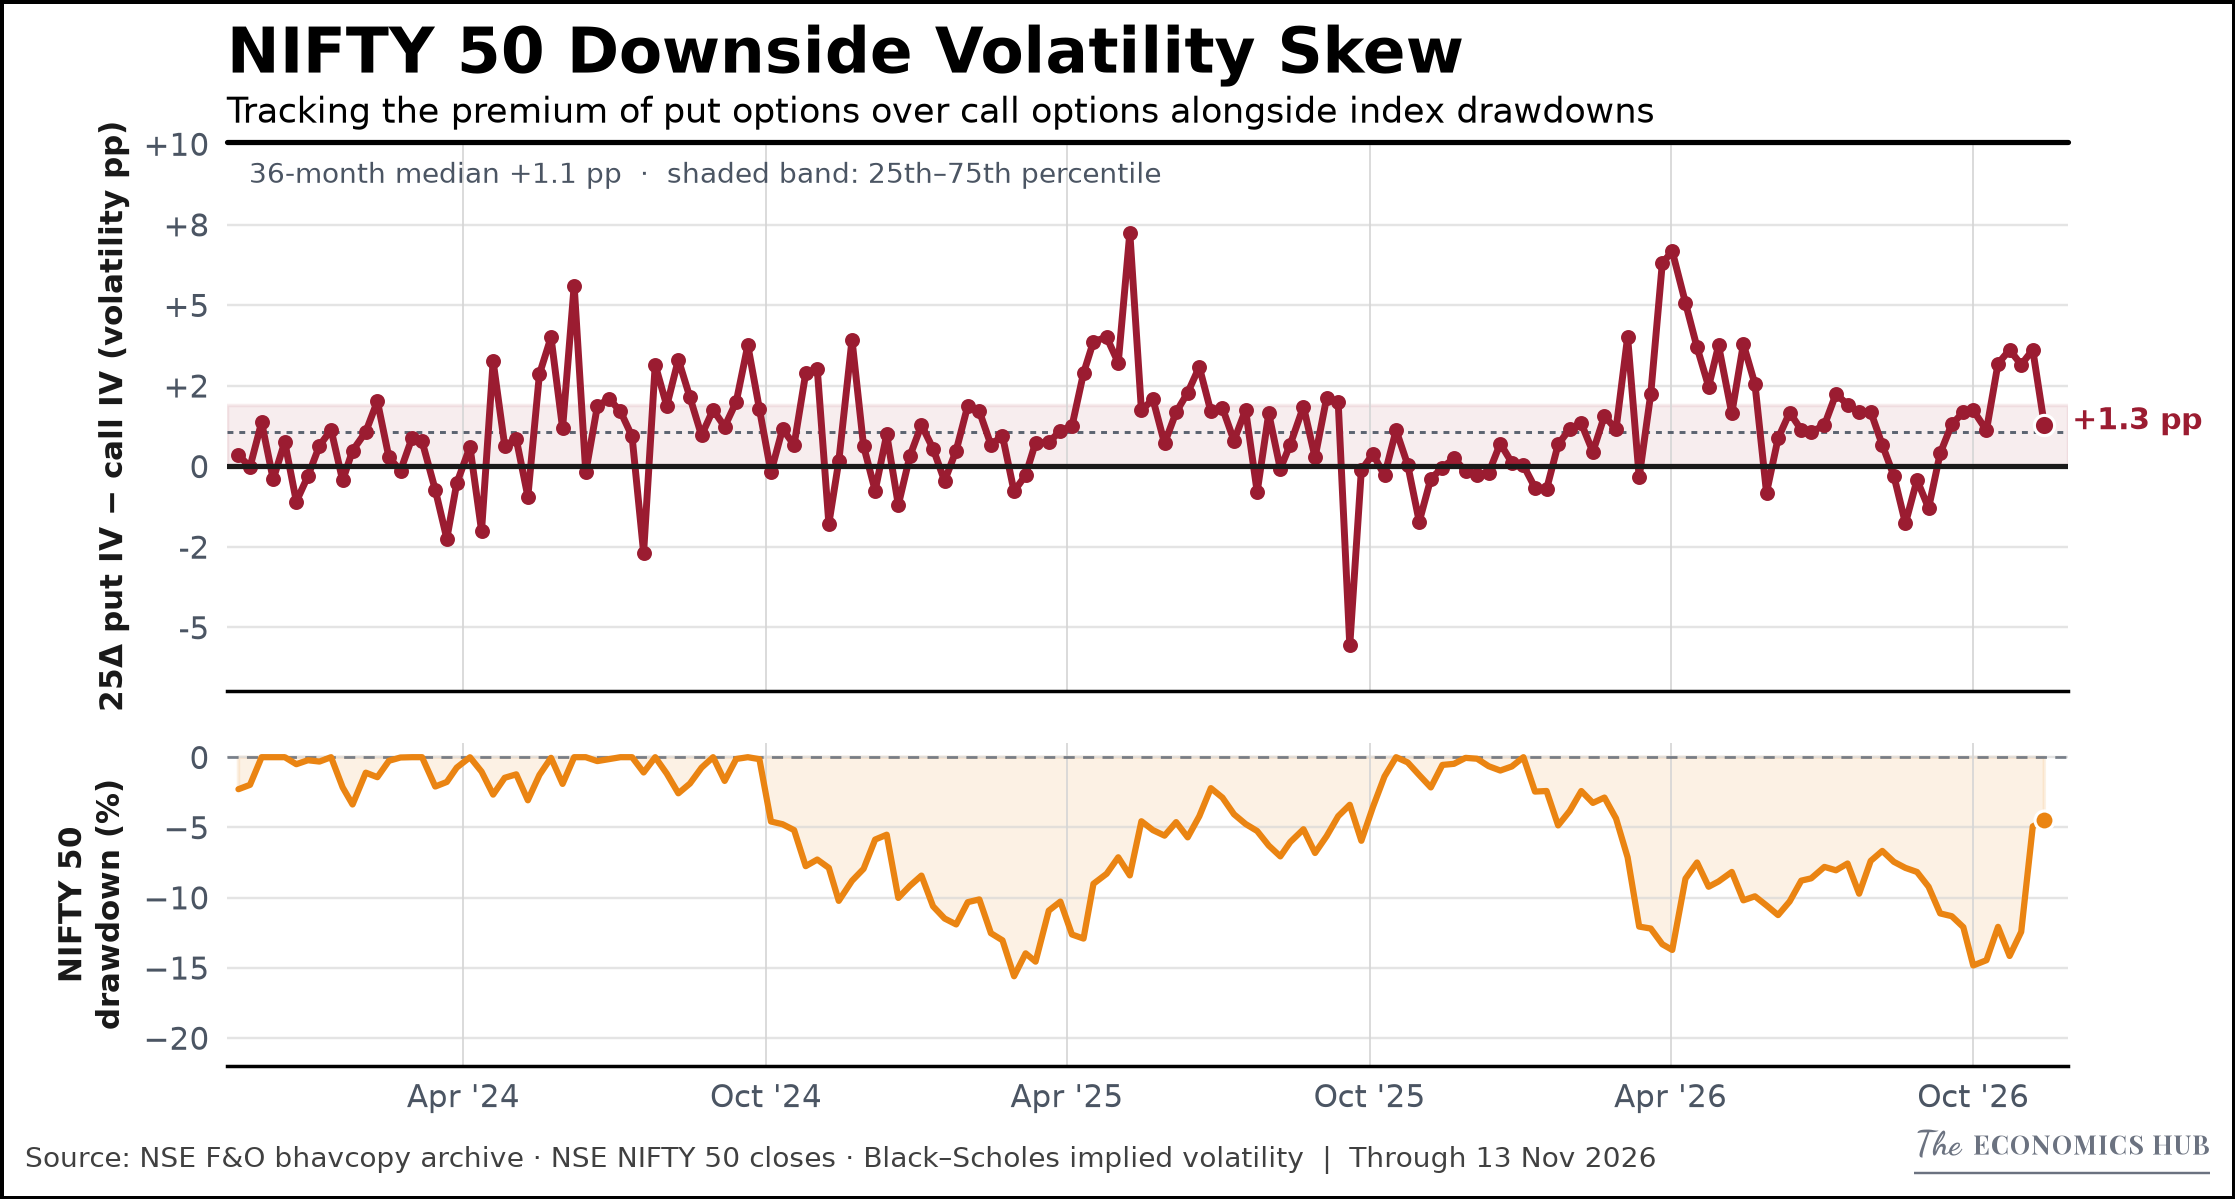 NIFTY 50 Downside Volatility Skew
Tracking the premium of put options over call options alongside index drawdowns
25Δ put IV − call IV (volatility pp)
+10
+8
+5
+2
0
-2
-5
36-month median +1.1 pp · shaded band: 25th–75th percentile
+1.3 pp
NIFTY 50
drawdown (%)
0
−5
−10
−15
−20
Apr '24
Oct '24
Apr '25
Oct '25
Apr '26
Oct '26
Source: NSE F&O bhavcopy archive · NSE NIFTY 50 closes · Black–Scholes implied volatility | Through 13 Nov 2026
The ECONOMICS HUB